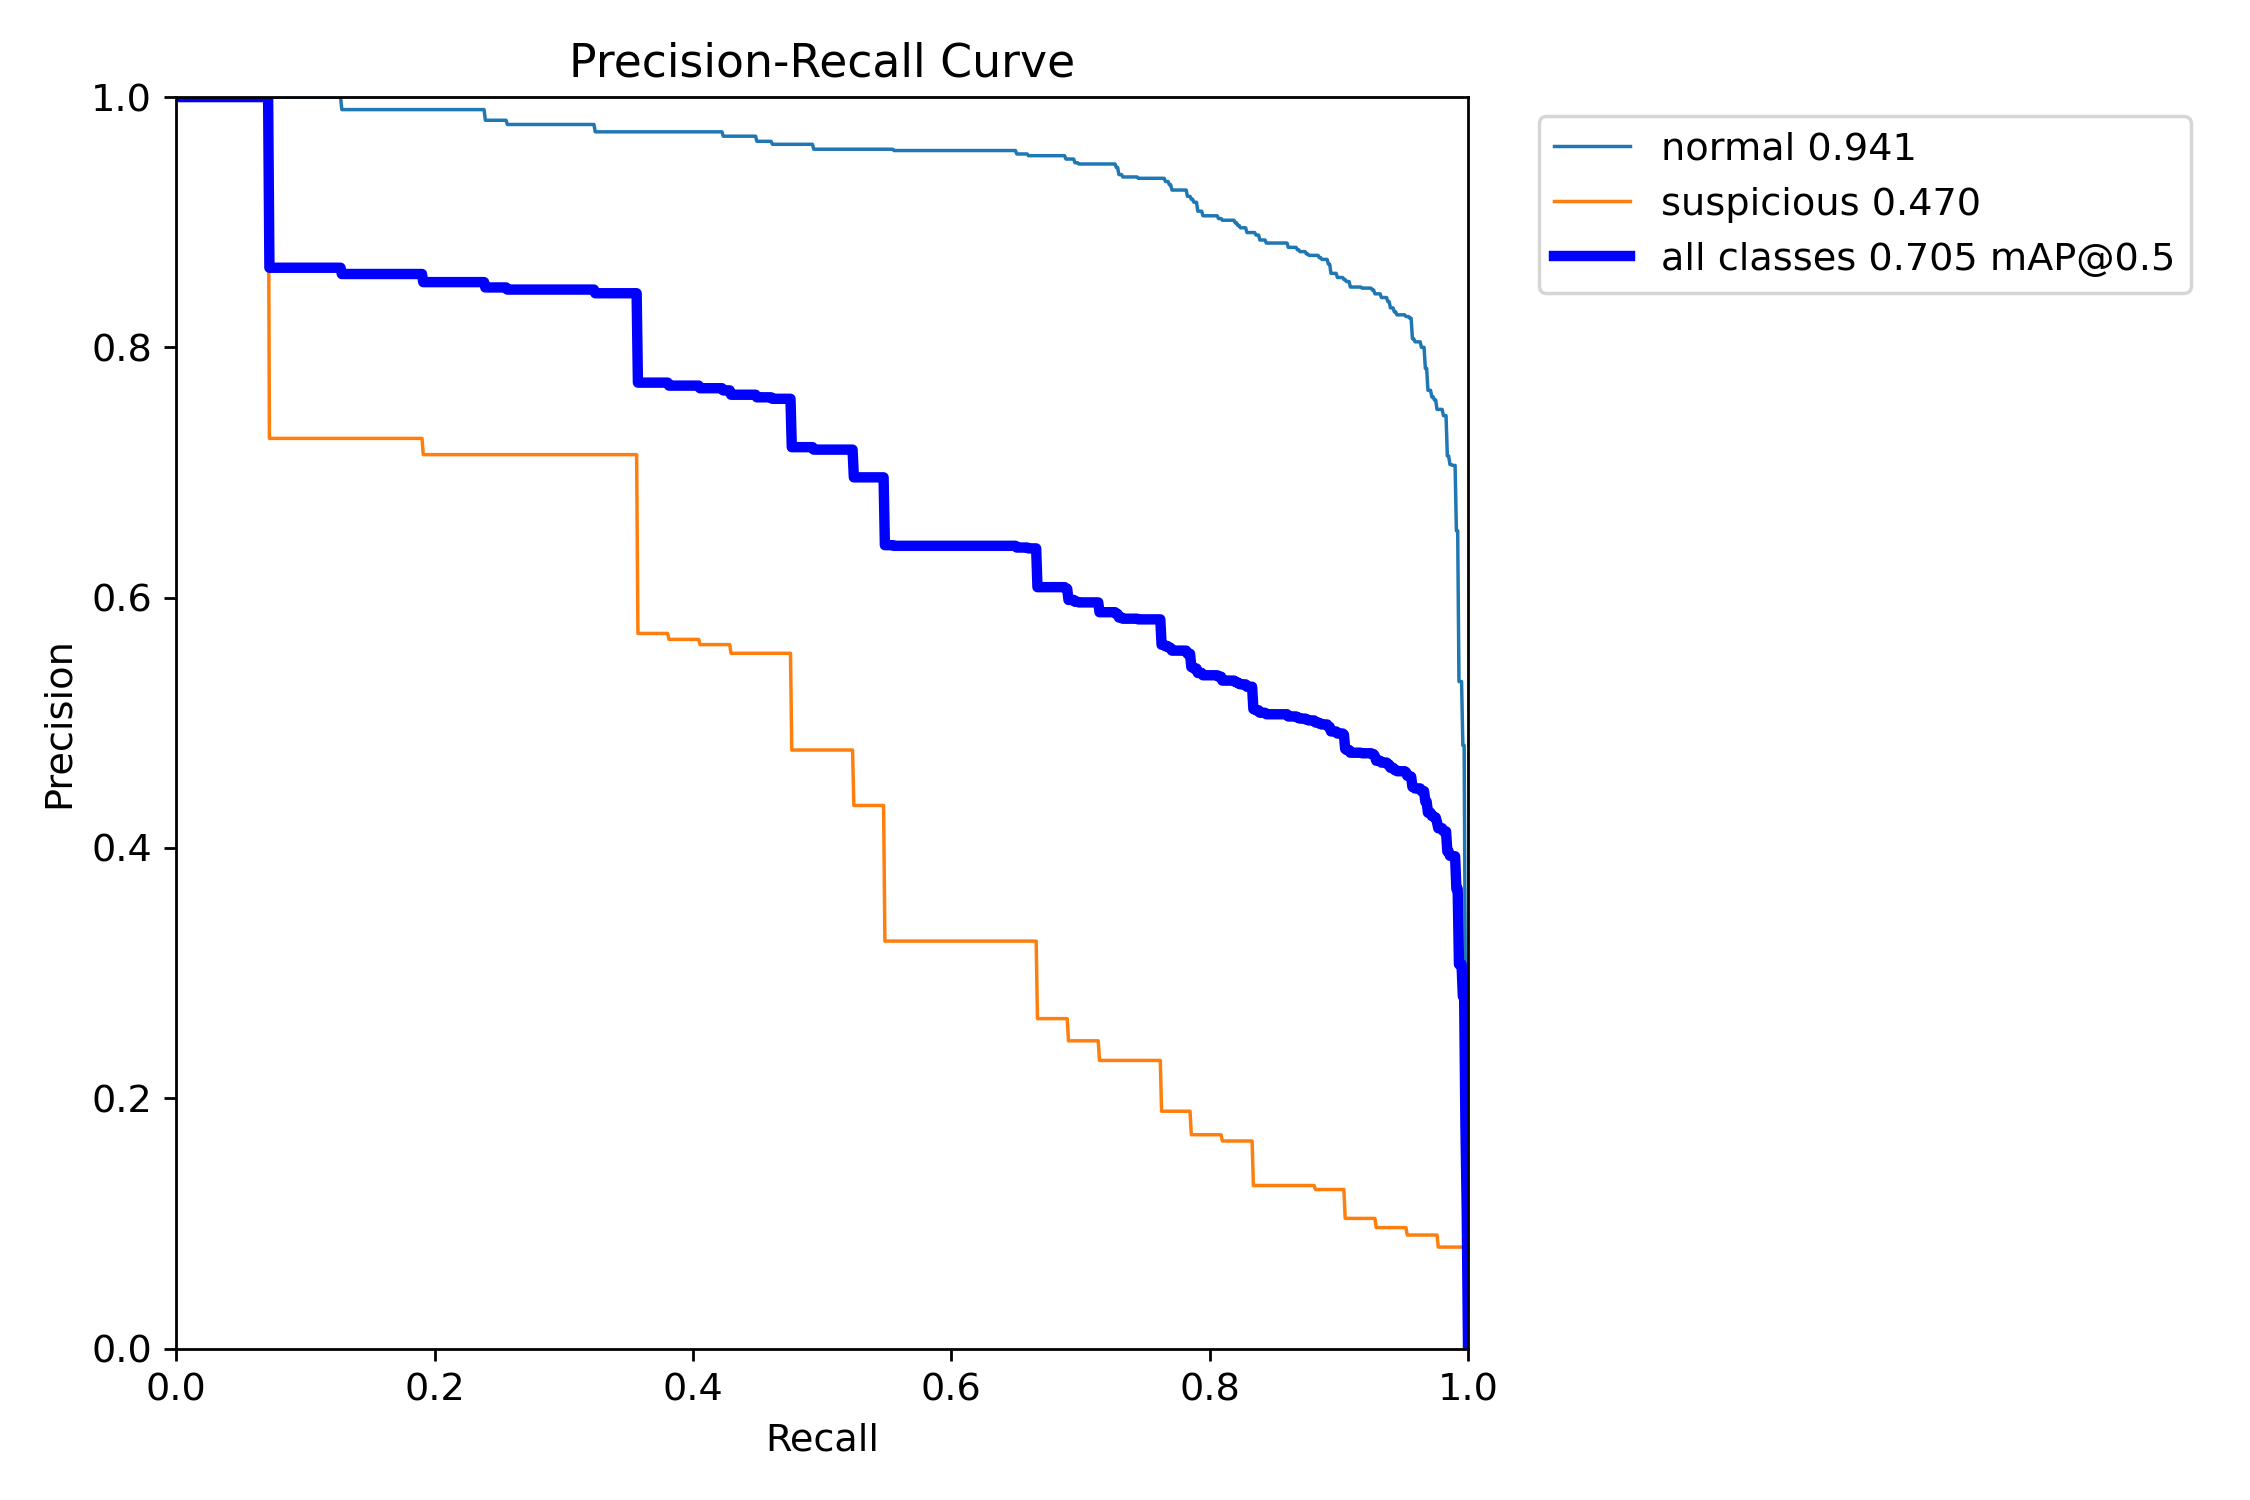 Precision-Recall Curve
normal 0.941
suspicious 0.470
all classes 0.705 mAP@0.5
Precision
1.0
0.8
0.6
0.4
0.2
0.0
0.0 0.2 0.4 0.6 0.8 1.0
Recall